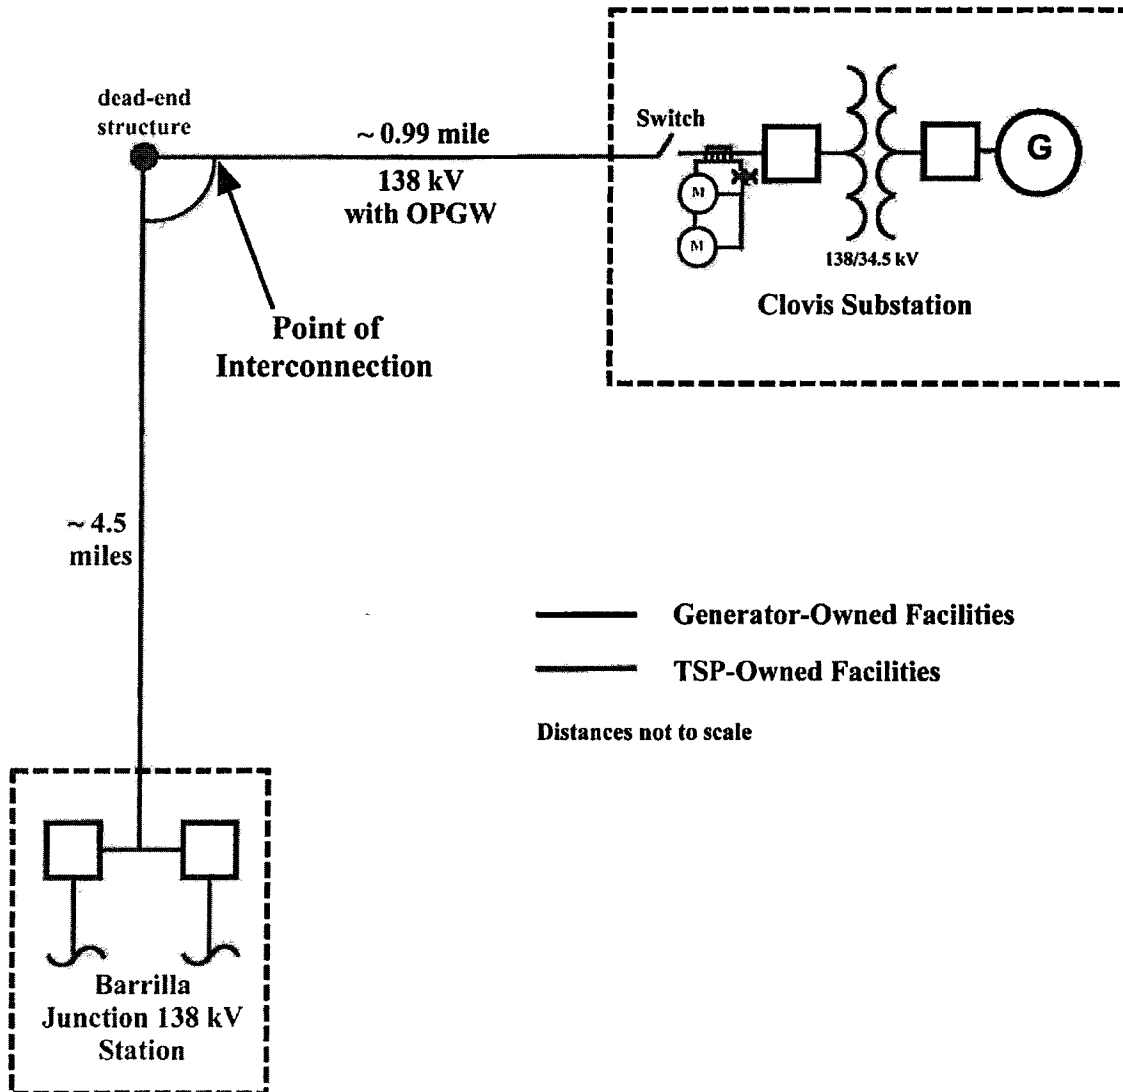 dead-end
structure
~ 0.99 mile
138 kV
with OPGW
Switch
M
M
G
138/34.5 kV
Clovis Substation
Point of
Interconnection
~ 4.5
miles
Generator-Owned Facilities
TSP-Owned Facilities
Distances not to scale
Barrilla
Junction 138 kV
Station